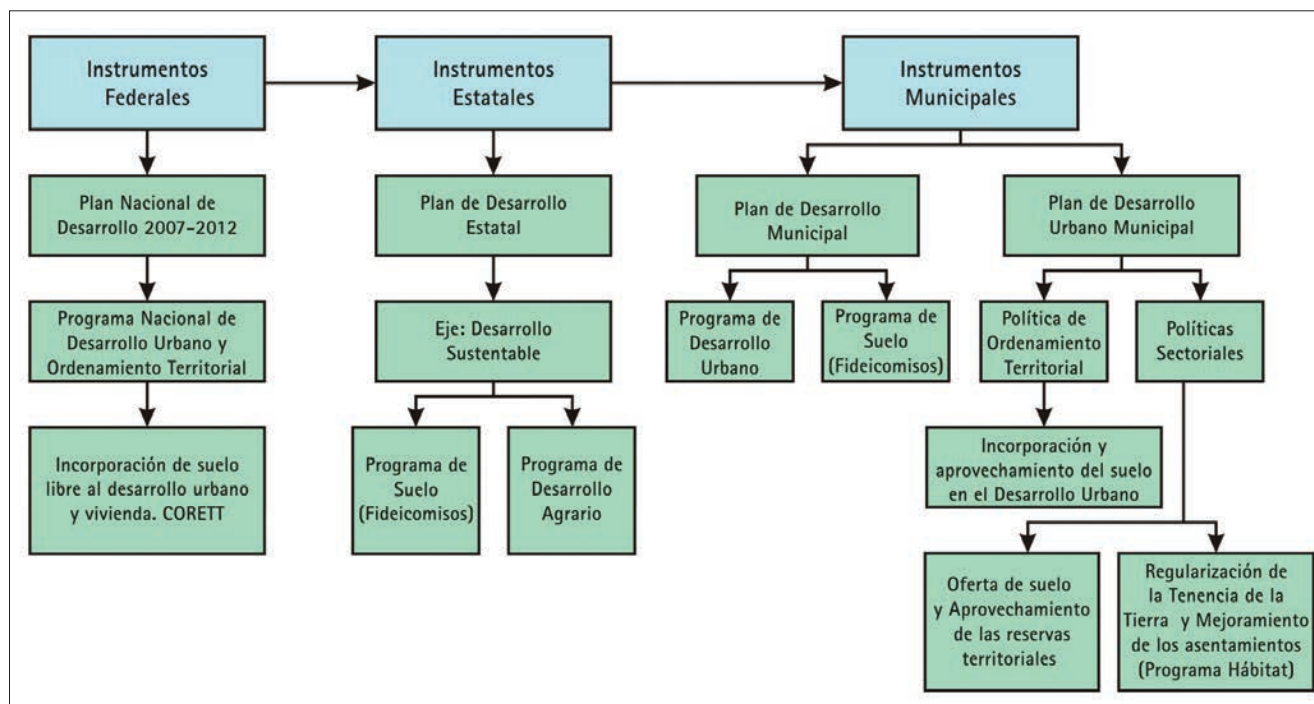 Instrumentos
Federales
Instrumentos
Estatales
Instrumentos
Municipales
Plan Nacional de
Desarrollo 2007-2012
Plan de Desarrollo
Estatal
Plan de Desarrollo
Municipal
Plan de Desarrollo
Urbano Municipal
Programa Nacional de
Desarrollo Urbano y
Ordenamiento Territorial
Eje: Desarrollo
Sustentable
Programa de
Desarrollo
Urbano
Programa de
Suelo
(Fideicomisos)
Política de
Ordenamiento
Territorial
Políticas
Sectoriales
Incorporación de suelo
libre al desarrollo urbano
y vivienda. CORETT
Programa de
Suelo
(Fideicomisos)
Programa de
Desarrollo
Agrario
Incorporación y
aprovechamiento del suelo
en el Desarrollo Urbano
Oferta de suelo
y Aprovechamiento
de las reservas
territoriales
Regularización de
la Tenencia de la
Tierra y Mejoramiento
de los asentamientos
(Programa Hábitat)